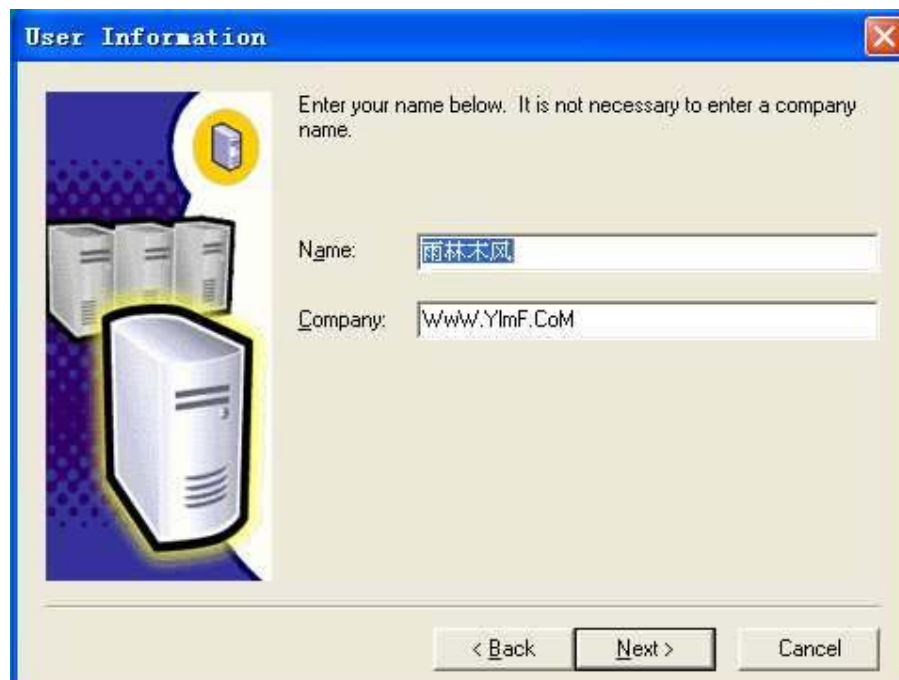 User Information
Enter your name below. It is not necessary to enter a company
name.
Name: 雨林木风
Company: WwW.YlmF.CoM
< Back Next > Cancel